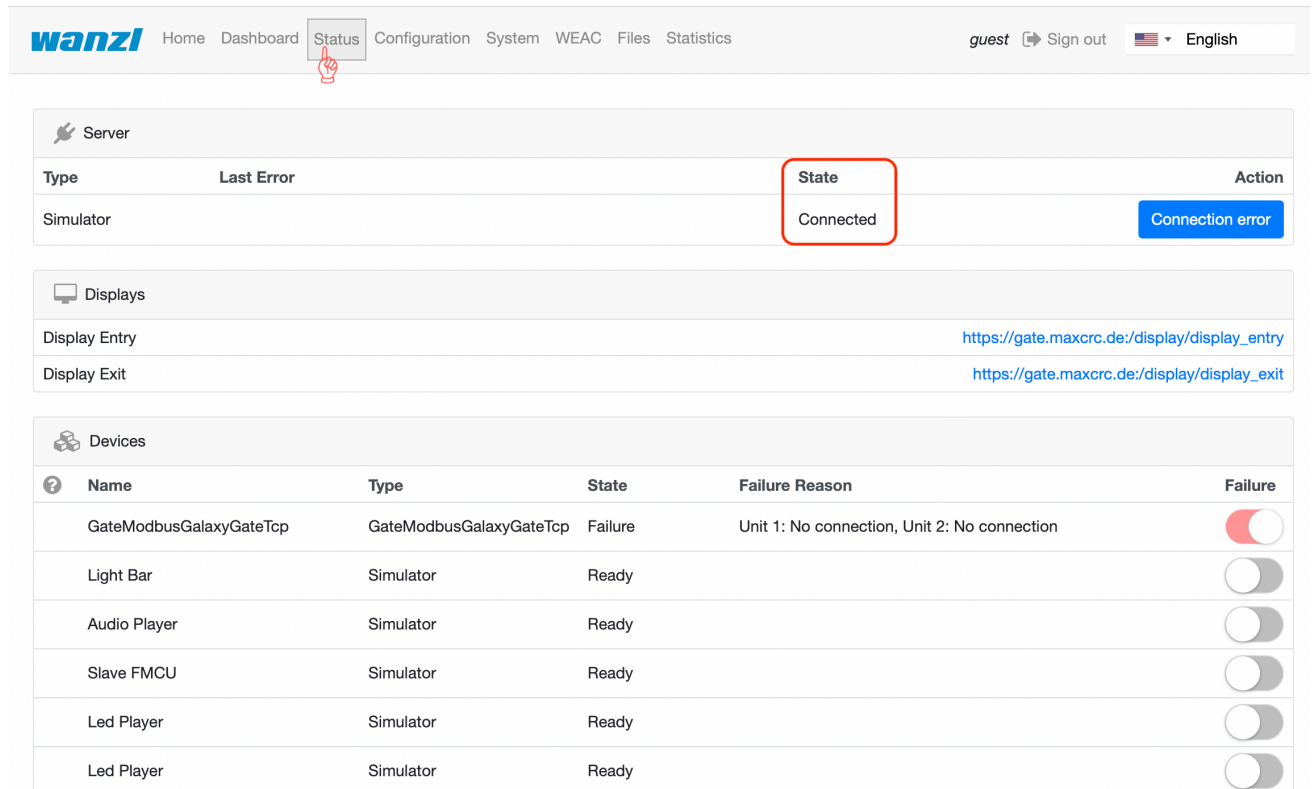 wanzl Home Dashboard Status Configuration System WEAC Files Statistics guest Sign out English
Server
Type Last Error State Action
Simulator Connected Connection error
Displays
Display Entry https://gate.maxcrc.de:/display/display_entry
Display Exit https://gate.maxcrc.de:/display/display_exit
Devices
? Name Type State Failure Reason Failure
GateModbusGalaxyGateTcp GateModbusGalaxyGateTcp Failure Unit 1: No connection, Unit 2: No connection
Light Bar Simulator Ready
Audio Player Simulator Ready
Slave FMCU Simulator Ready
Led Player Simulator Ready
Led Player Simulator Ready